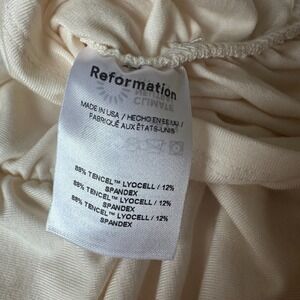 Reformation
MADE IN USA / HECHO EN EE.UU /
FABRIQUÉ AUX ÉTATS-UNIS
88% TENCEL™ LYOCELL / 12%
SPANDEX
88% TENCEL™ LYOCELL / 12%
SPANDEX
88% TENCEL™ LYOCELL / 12%
SPANDEX